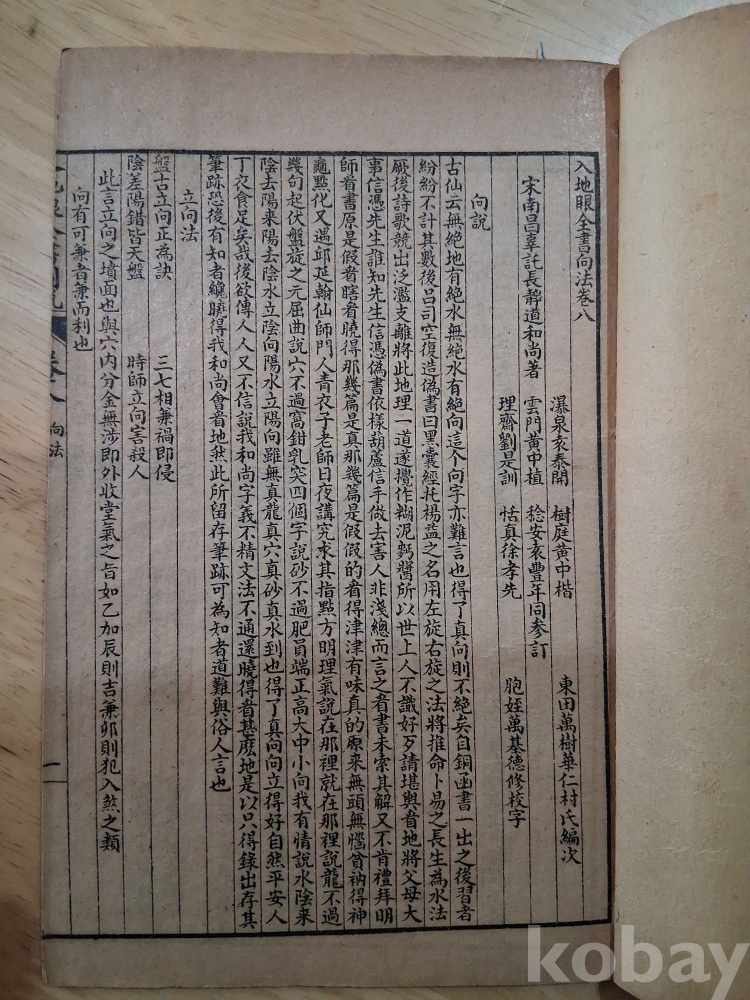 入地眼全書向法卷八
宋南昌辜託長靜道和尚著
瀑泉亥泰開 樹庭黃中楷 東田萬樹華仁村氏編次
雲門黃中植 稔安袁豐年同參訂
理齋劉是訓 恬真徐孝先 胞姪萬基德修校字
向說
古仙云無絕地有絕水無絕水有絕向這个向字亦難言也得了真向則不絕矣自銅函書一出之後習者
紛紛不計其數後呂司空復造偽書曰黑囊經托楊益之名用左旋右旋之法將推命卜易之長生為水法
厥後詩歌競出泛濫支離將此地理一道遂攪作糊泥麪醬所以世上人不識好歹請堪輿看地將父母大
事信憑先生誰知先生信憑偽書依樣葫蘆信手做去害人非淺總而言之看書未索其解又不肯禮拜明
師看書原是假看瞎看曉得那幾篇是真那幾篇是假假的看得津津有味真的原來無頭無惱貧衲得神
龜點化又遇邱延翰仙師門人青衣子老師日夜講究求其指點方明理氣說在那裡就在那裡說龍不過
幾句起伏盤旋之元屈曲說穴不過窩鉗乳突四個字說砂不過肥員端正高大中小向我有情說水陰來
陰去陽來陽去陰水立陰向陽水立陽向雖無真龍真穴真砂真水到也得了真向向立得好自然平安人
丁衣食足矣哉後欲傳人人又不信說我和尚字義不精文法不通還曉得看甚麼地是以只得錄出存其
筆跡恐後有知者纔曉得我和尚會看地然此所留存筆跡可為知者道難與俗人言也
立向法
盤古立向正為訣 三七相兼福即侵
陰差陽錯皆天盤 時師立向害殺人
此言立向之墳面也與穴內分金無涉即外收堂氣之旨如乙加辰則吉兼卯則犯入煞之類
向有可兼者兼而利也
卷八 向法 一
kobay